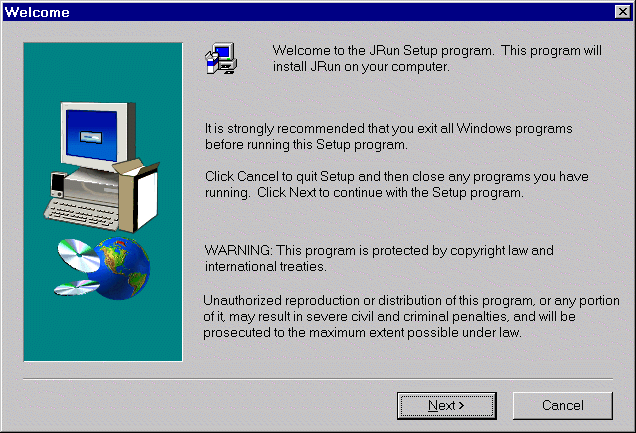 Welcome
Welcome to the JRun Setup program.  This program will
install JRun on your computer.
It is strongly recommended that you exit all Windows programs
before running this Setup program.
Click Cancel to quit Setup and then close any programs you have
running.  Click Next to continue with the Setup program.
WARNING: This program is protected by copyright law and
international treaties.
Unauthorized reproduction or distribution of this program, or any portion
of it, may result in severe civil and criminal penalties, and will be
prosecuted to the maximum extent possible under law.
Next >
Cancel